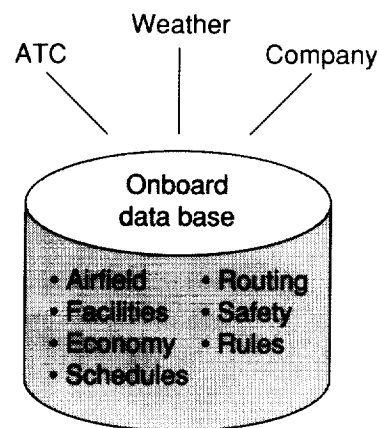 Weather
ATC
Company
Onboard
data base
• Airfield
• Facilities
• Economy
• Schedules
• Routing
• Safety
• Rules